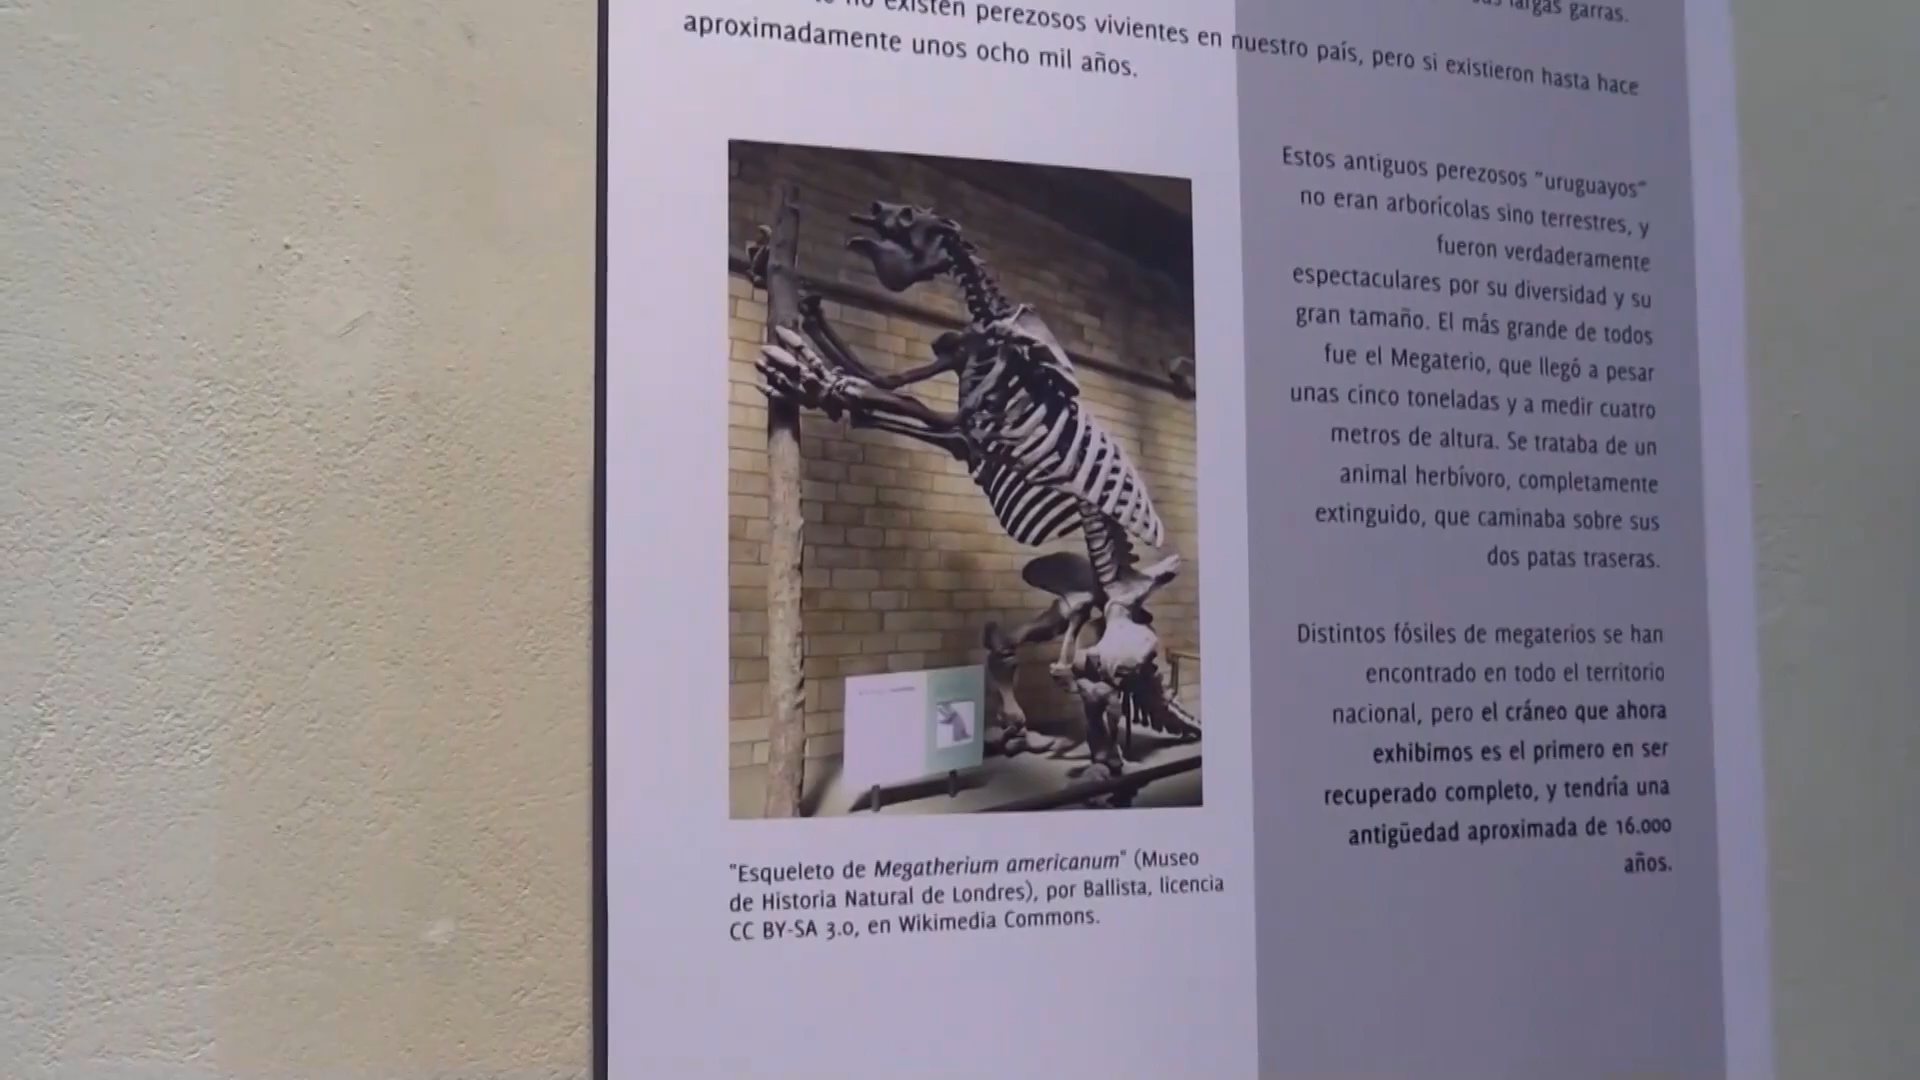 largas garras.
no existen perezosos vivientes en nuestro país, pero si existieron hasta hace
aproximadamente unos ocho mil años.
Estos antiguos perezosos "uruguayos"
no eran arborícolas sino terrestres, y
fueron verdaderamente
espectaculares por su diversidad y su
gran tamaño. El más grande de todos
fue el Megaterio, que llegó a pesar
unas cinco toneladas y a medir cuatro
metros de altura. Se trataba de un
animal herbívoro, completamente
extinguido, que caminaba sobre sus
dos patas traseras.
Distintos fósiles de megaterios se han
encontrado en todo el territorio
nacional, pero el cráneo que ahora
exhibimos es el primero en ser
recuperado completo, y tendría una
antigüedad aproximada de 16.000
años.
"Esqueleto de Megatherium americanum" (Museo
de Historia Natural de Londres), por Ballista, licencia
CC BY-SA 3.0, en Wikimedia Commons.